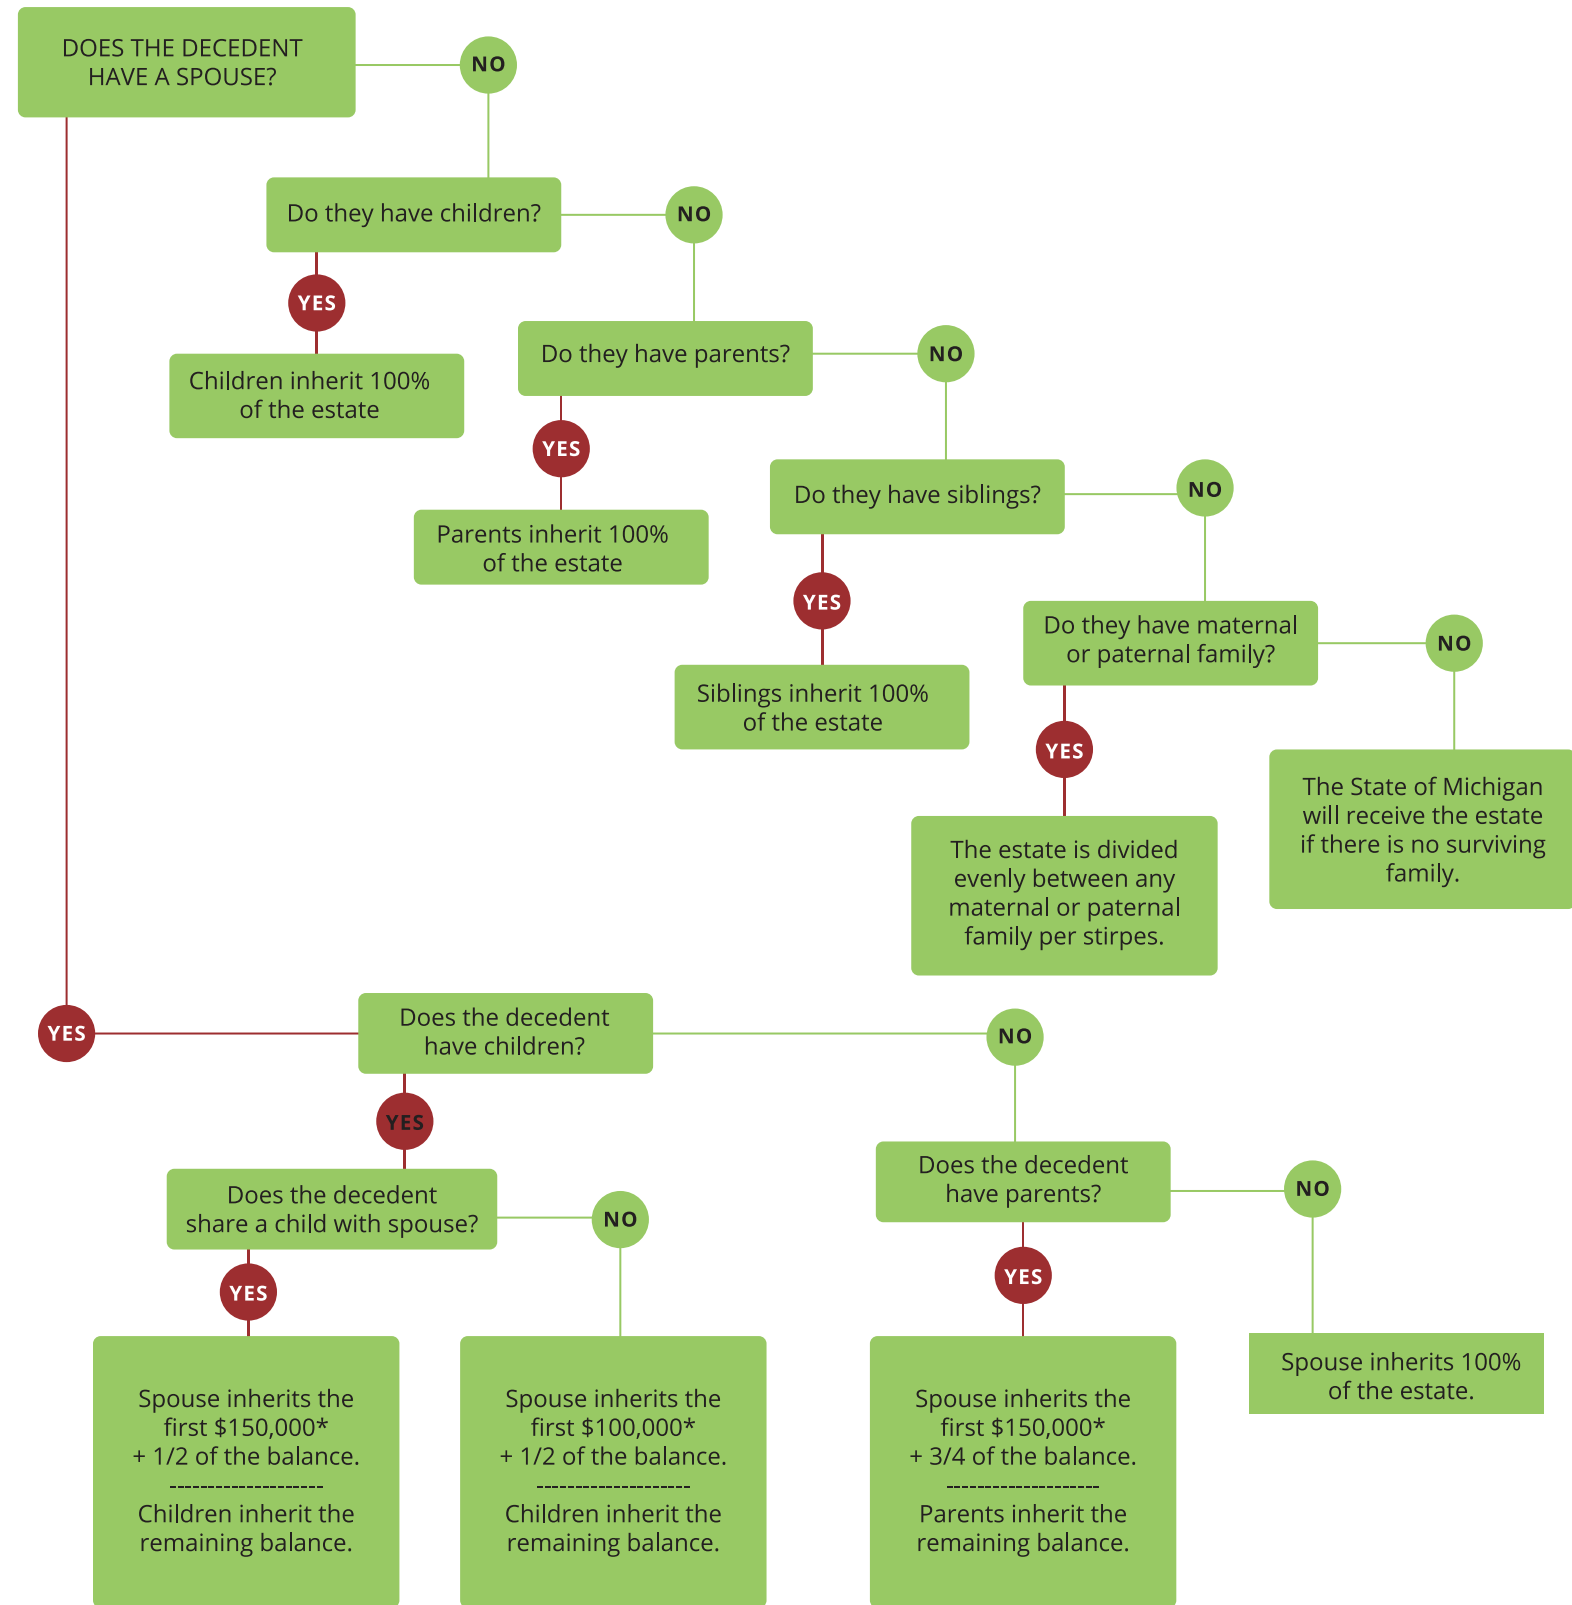 DOES THE DECEDENT
HAVE A SPOUSE?
NO
Do they have children?
NO
YES
Children inherit 100%
of the estate
Do they have parents?
NO
YES
Parents inherit 100%
of the estate
Do they have siblings?
NO
YES
Siblings inherit 100%
of the estate
Do they have maternal
or paternal family?
NO
YES
The estate is divided
evenly between any
maternal or paternal
family per stirpes.
The State of Michigan
will receive the estate
if there is no surviving
family.
YES
Does the decedent
have children?
NO
YES
Does the decedent
share a child with spouse?
NO
YES
Spouse inherits the
first $150,000*
+ 1/2 of the balance.
--------------------
Children inherit the
remaining balance.
Spouse inherits the
first $100,000*
+ 1/2 of the balance.
--------------------
Children inherit the
remaining balance.
Does the decedent
have parents?
NO
YES
Spouse inherits the
first $150,000*
+ 3/4 of the balance.
--------------------
Parents inherit the
remaining balance.
Spouse inherits 100%
of the estate.